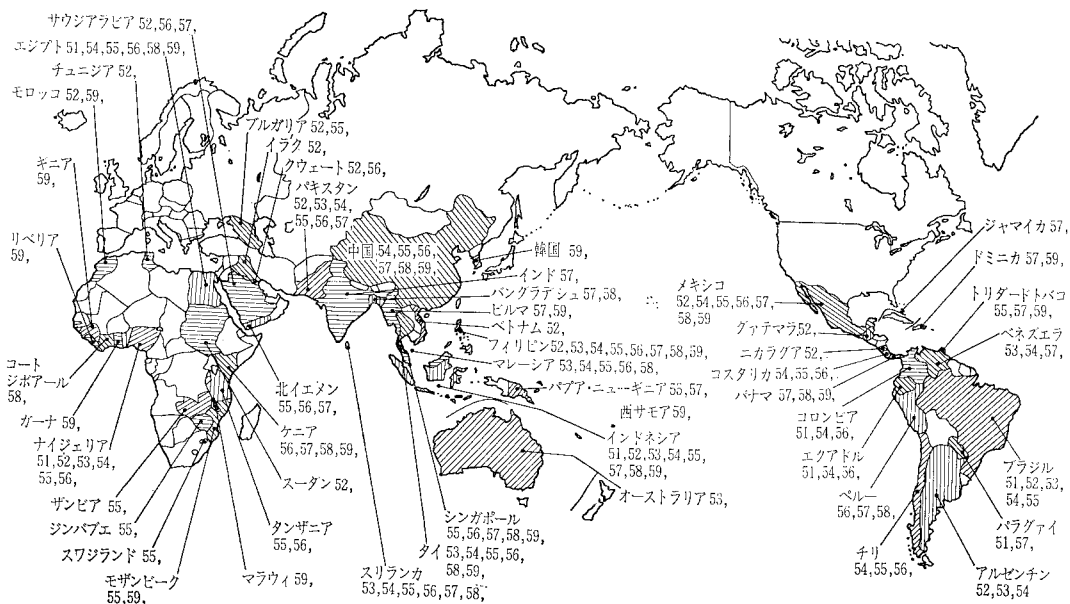 サウジアラビア 52,56,57,
エジプト 51,54,55,56,58,59,
チュニジア 52,
モロッコ 52,59,
ギニア
59,
リベリア
59,
コート
ジボアール
58,
ガーナ 59,
ナイジェリア
51,52,53,54,
55,56,
ザンビア 55,
ジンバブエ 55,
スワジランド 55,
モザンビーク
55,59,
ブルガリア 52,55,
イラク 52,
クウェート 52,56,
パキスタン
52,53,54,
55,56,57
中国 54,55,56,
57,58,59,
韓国 59,
インド 57,
バングラデシュ 57,58,
ビルマ 57,59,
ベトナム 52,
フィリピン 52,53,54,55,56,57,58,59,
マレーシア 53,54,55,56,58,
パプア・ニューギニア 55,57,
西サモア 59,
インドネシア
51,52,53,54,55,
57,58,59,
オーストラリア 53,
北イエメン
55,56,57,
ケニア
56,57,58,59,
スーダン 52,
タンザニア
55,56,
マラウィ 59,
スリランカ
53,54,55,56,57,58,
シンガポール
55,56,57,58,59,
タイ 53,54,55,56,
58,59,
メキシコ
52,54,55,56,57,
58,59
グァテマラ 52,
ニカラグア 52,
コスタリカ 54,55,56,
パナマ 57,58,59,
コロンビア
51,54,56,
エクアドル
51,54,56,
ペルー
56,57,58,
チリ
54,55,56,
ジャマイカ 57,
ドミニカ 57,59,
トリダードトバコ
55,57,59,
ベネズエラ
53,54,57,
ブラジル
51,52,53,
54,55
パラグァイ
51,57,
アルゼンチン
52,53,54